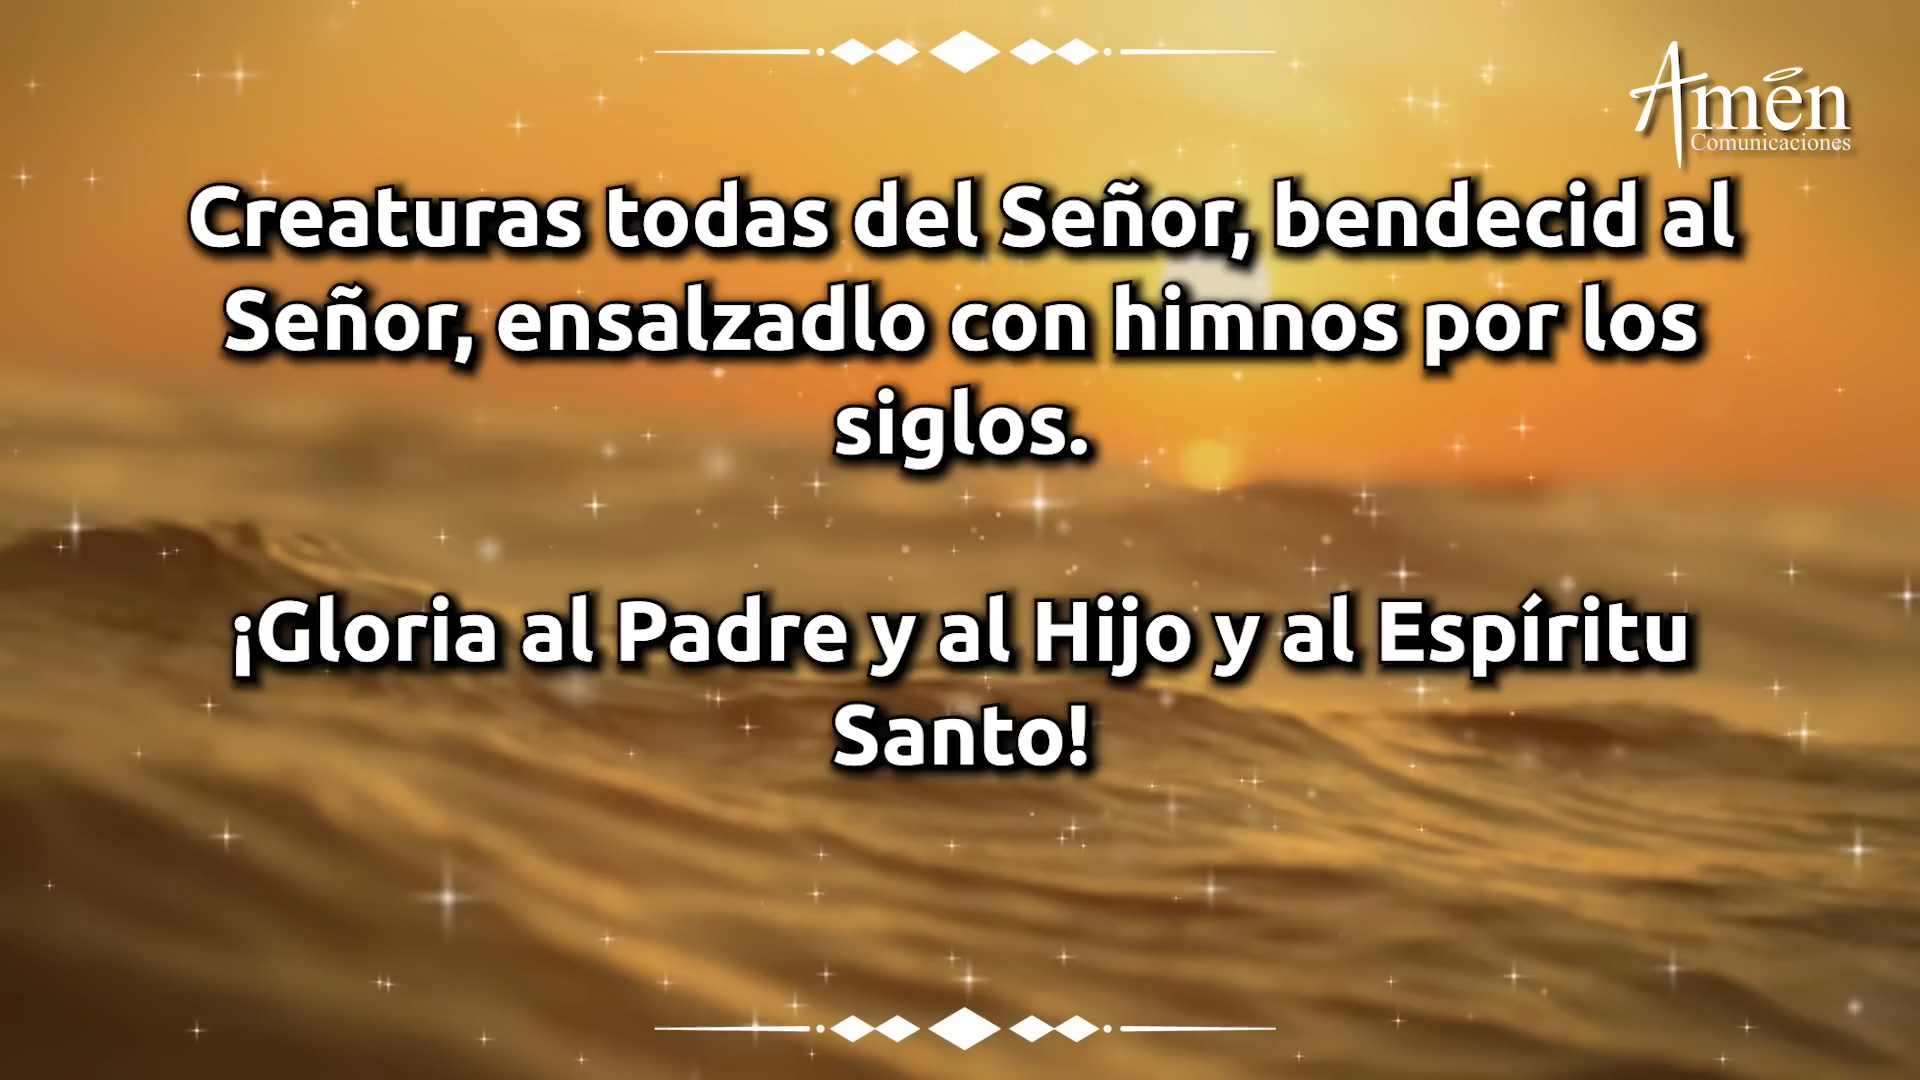 Amén
Comunicaciones
Creaturas todas del Señor, bendecid al
Señor, ensalzadlo con himnos por los
siglos.
¡Gloria al Padre y al Hijo y al Espíritu
Santo!